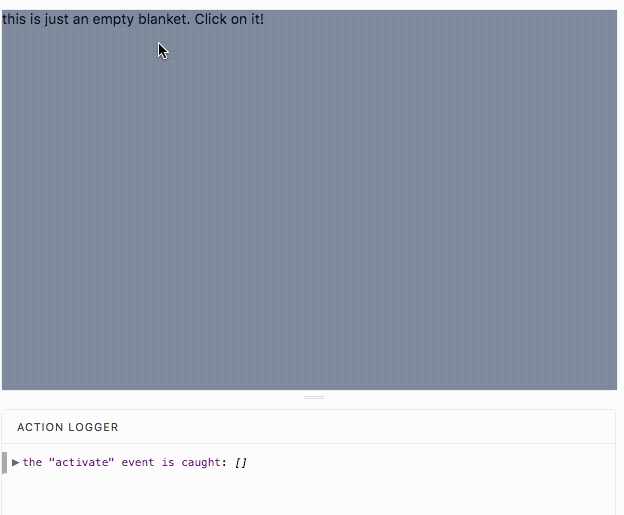 this is just an empty blanket. Click on it!
ACTION LOGGER
▶the "activate" event is caught: []